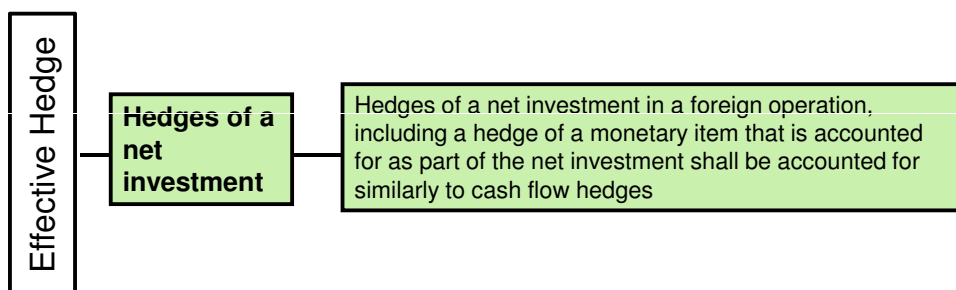 Effective Hedge
Hedges of a
net
investment
Hedges of a net investment in a foreign operation,
including a hedge of a monetary item that is accounted
for as part of the net investment shall be accounted for
similarly to cash flow hedges